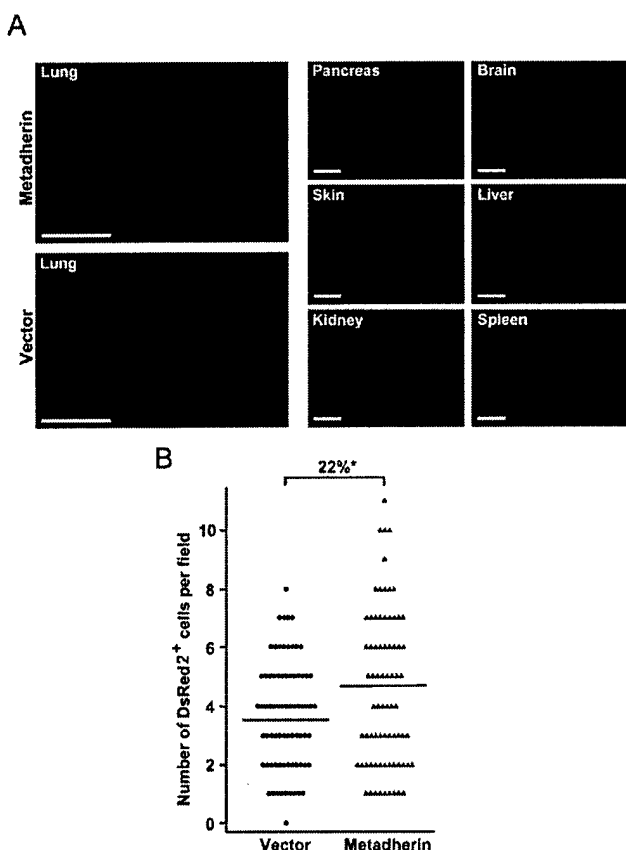 A
Metadherin
Lung
Pancreas
Brain
Skin
Liver
Vector
Lung
Kidney
Spleen
B
22%*
Number of DsRed2+ cells per field
10
8
6
4
2
0
Vector
Metadherin